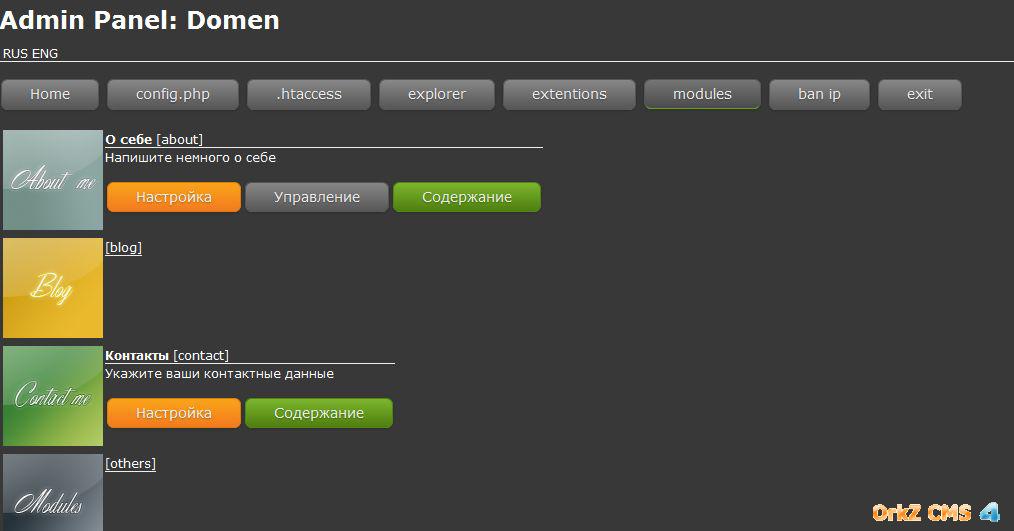 Admin Panel: Domen
RUS ENG
Home config.php .htaccess explorer extentions modules ban ip exit
About me
О себе [about]
Напишите немного о себе
Настройка Управление Содержание
Blog
[blog]
Контакты [contact]
Укажите ваши контактные данные
Contact me
Настройка Содержание
[others]
Modules
OrkZ CMS 4